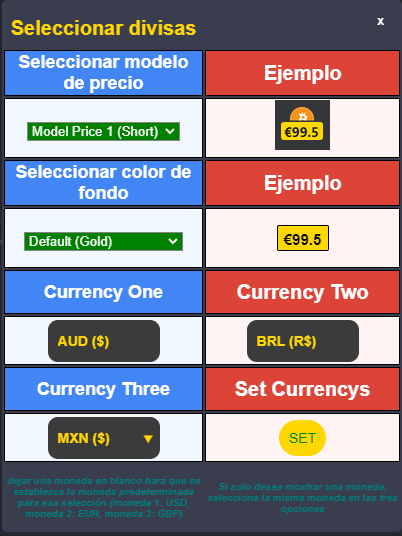 Seleccionar divisas
x
Seleccionar modelo
de precio
Ejemplo
Model Price 1 (Short)
€99.5
Seleccionar color de
fondo
Ejemplo
Default (Gold)
€99.5
Currency One
Currency Two
AUD ($)
BRL (R$)
Currency Three
Set Currencys
MXN ($)
SET
dejar una moneda en blanco hará que se
establezca la moneda predeterminada
para esa selección (moneda 1: USD,
moneda 2: EUR, moneda 3: GBP)
Si solo desea mostrar una moneda,
seleccione la misma moneda en las tres
opciones